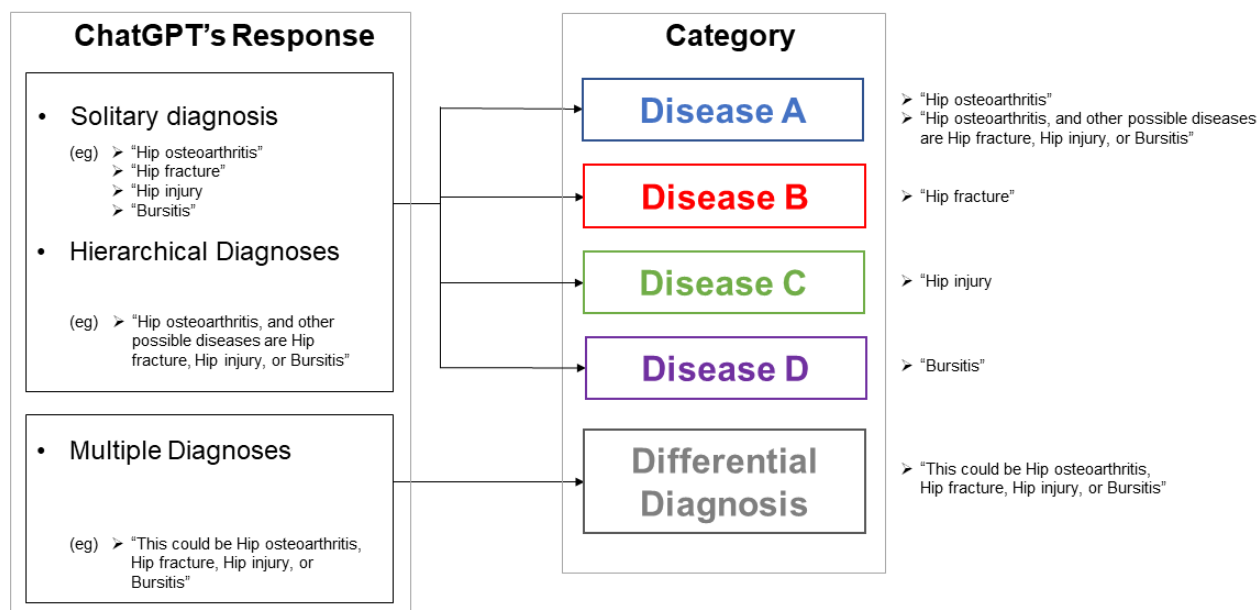 ChatGPT's Response
• Solitary diagnosis
(eg) ➢ "Hip osteoarthritis"
➢ "Hip fracture"
➢ "Hip injury
➢ "Bursitis"
• Hierarchical Diagnoses
(eg) ➢ "Hip osteoarthritis, and other
possible diseases are Hip
fracture, Hip injury, or Bursitis"
• Multiple Diagnoses
(eg) ➢ "This could be Hip osteoarthritis,
Hip fracture, Hip injury, or
Bursitis"
Category
Disease A
Disease B
Disease C
Disease D
Differential
Diagnosis
➢ "Hip osteoarthritis"
➢ "Hip osteoarthritis, and other possible diseases
are Hip fracture, Hip injury, or Bursitis"
➢ "Hip fracture"
➢ "Hip injury
➢ "Bursitis"
➢ "This could be Hip osteoarthritis,
Hip fracture, Hip injury, or Bursitis"